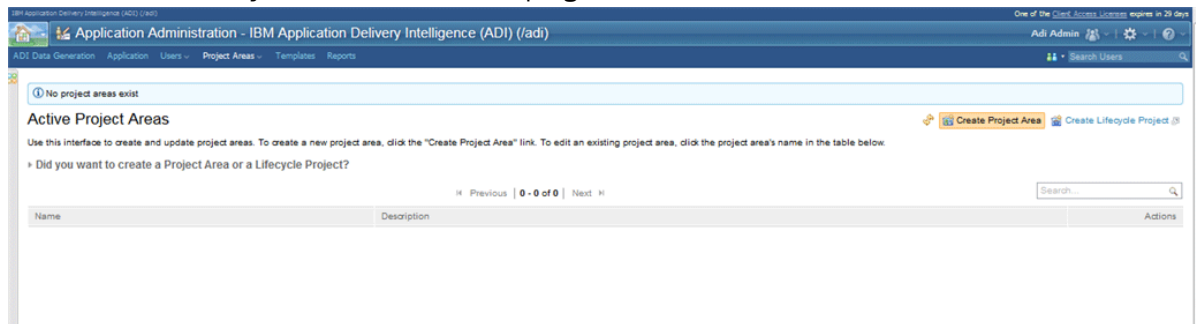 IBM Application Delivery Intelligence (ADI) (/adi)
One of the Client Access Licenses expires in 29 days
Application Administration - IBM Application Delivery Intelligence (ADI) (/adi)
Adi Admin
ADI Data Generation Application Users Project Areas Templates Reports
Search Users
No project areas exist
Active Project Areas
Create Project Area Create Lifecycle Project
Use this interface to create and update project areas. To create a new project area, click the "Create Project Area" link. To edit an existing project area, click the project area's name in the table below.
Did you want to create a Project Area or a Lifecycle Project?
Previous | 0 - 0 of 0 | Next
Search...
Name Description Actions